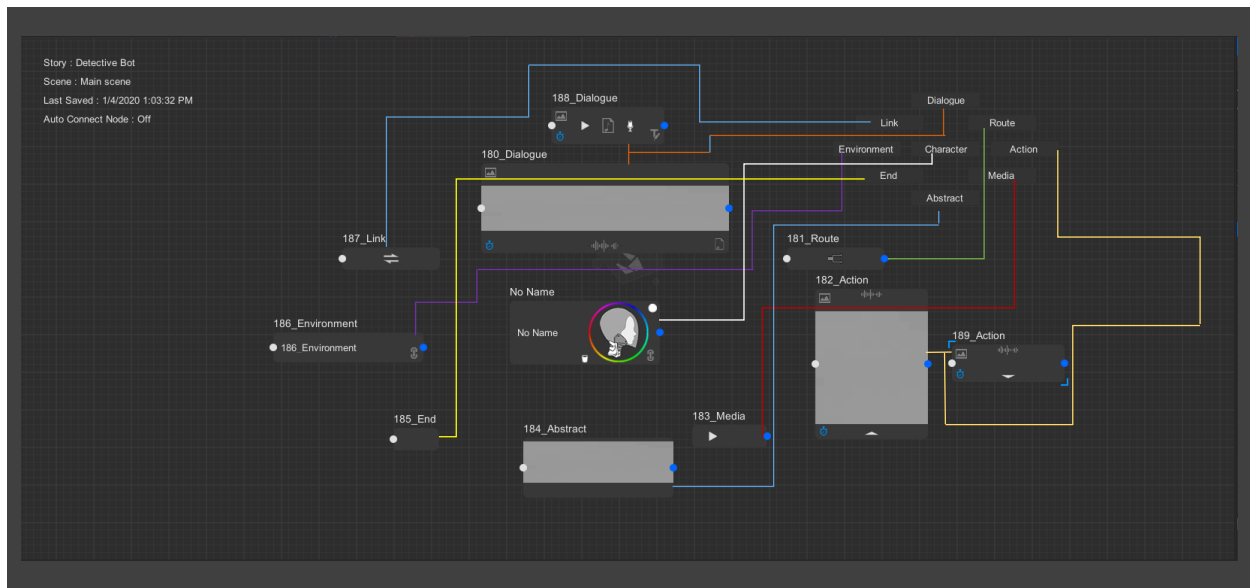 Story : Detective Bot
Scene : Main scene
Last Saved : 1/4/2020 1:03:32 PM
Auto Connect Node : Off
188_Dialogue
Dialogue
Link
Route
Environment
Character
Action
180_Dialogue
End
Media
Abstract
187_Link
181_Route
182_Action
No Name
No Name
186_Environment
186_Environment
189_Action
185_End
184_Abstract
183_Media